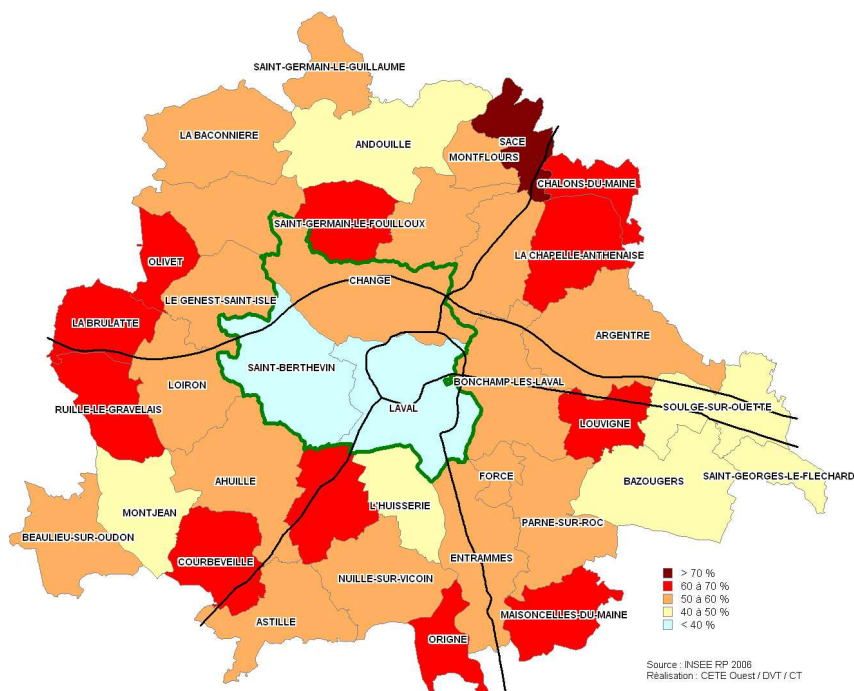 SAINT-GERMAIN-LE-GUILLAUME
LA BACONNIERE
ANDOUILLE
SACE
MONTFLOURS
CHALONS-DU-MAINE
SAINT-GERMAIN-LE-FOUILLOUX
LA CHAPELLE-ANTHENAISE
OLIVET
CHANGE
LE GENEST-SAINT-ISLE
LA BRULATTE
ARGENTRE
SAINT-BERTHEVIN
LOIRON
BONCHAMP-LES-LAVAL
RUILLE-LE-GRAVELAIS
LAVAL
SOULGE-SUR-OUETTE
LOUVIGNE
FORCE
SAINT-GEORGES-LE-FLECHARD
AHUILLE
BAZOUGERS
L'HUISSERIE
MONTJEAN
PARNE-SUR-ROC
BEAULIEU-SUR-OUDON
ENTRAMMES
COURBEVEILLE
NUILLE-SUR-VICOIN
MAISONCELLES-DU-MAINE
ASTILLE
ORIGNE
> 70 %
60 à 70 %
50 à 60 %
40 à 50 %
< 40 %
Source : INSEE RP 2006
Réalisation : CETE Ouest / DVT / CT